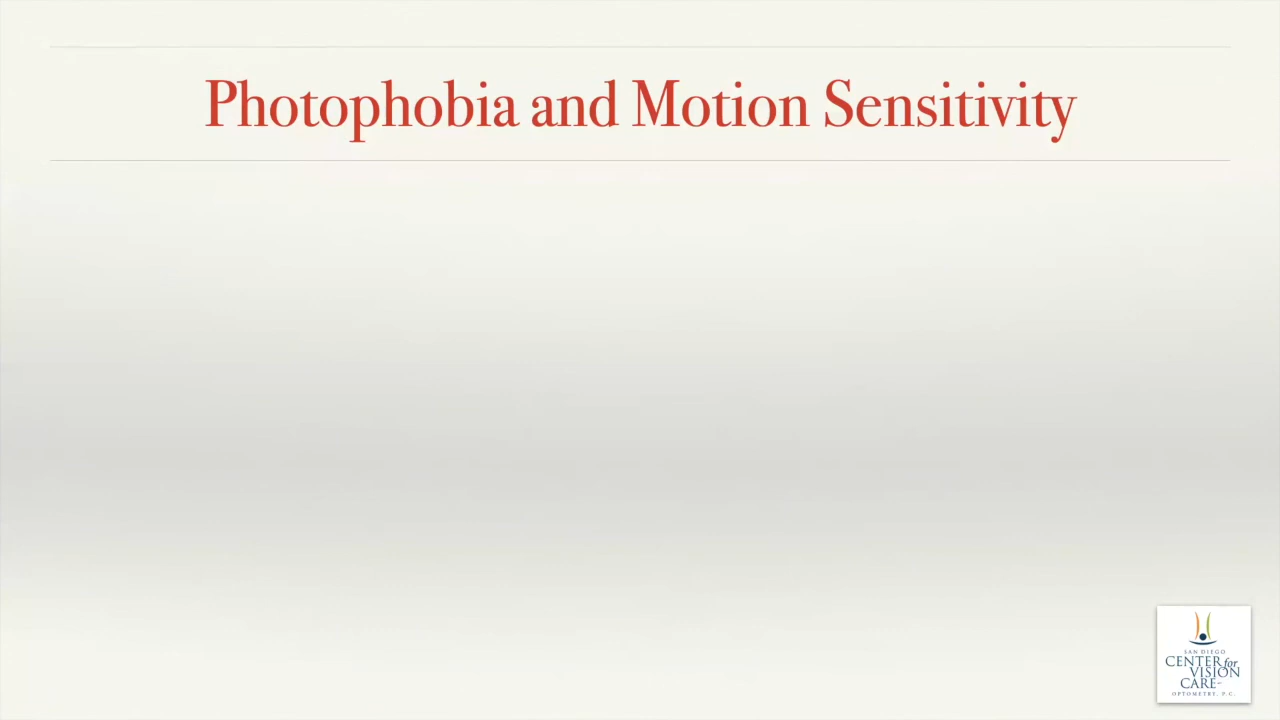 Photophobia and Motion Sensitivity
SAN DIEGO
CENTER for
VISION
CARE
OPTOMETRY, P.C.